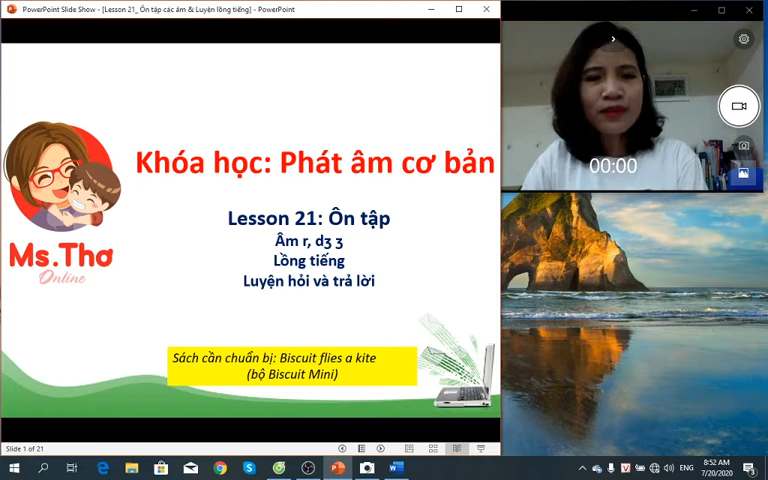 PowerPoint Slide Show - [Lesson 21_ Ôn tập các âm & Luyện lồng tiếng] - PowerPoint
Khóa học: Phát âm cơ bản
Lesson 21: Ôn tập
Âm r, dʒ ʒ
Lồng tiếng
Luyện hỏi và trả lời
Ms.Thơ
Online
Sách cần chuẩn bị: Biscuit flies a kite
(bộ Biscuit Mini)
00:00
Slide 1 of 21
ENG
8:52 AM
7/20/2020